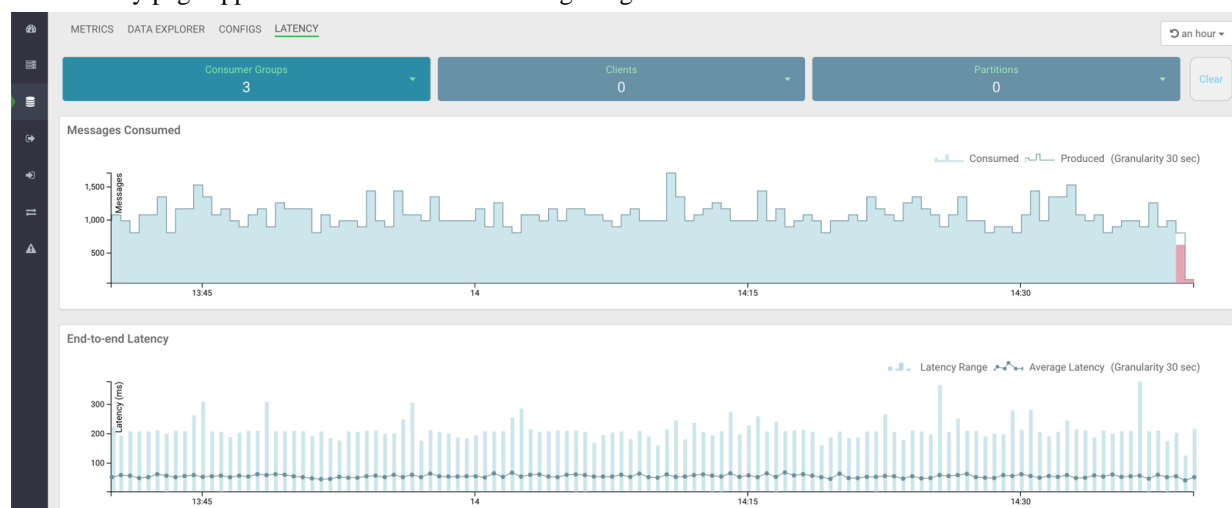 METRICS DATA EXPLORER CONFIGS LATENCY
an hour
Consumer Groups
3
Clients
0
Partitions
0
Clear
Messages Consumed
Consumed Produced (Granularity 30 sec)
Messages
1,500
1,000
500
13:45 14 14:15 14:30
End-to-end Latency
Latency Range Average Latency (Granularity 30 sec)
Latency (ms)
300
200
100
13:45 14 14:15 14:30